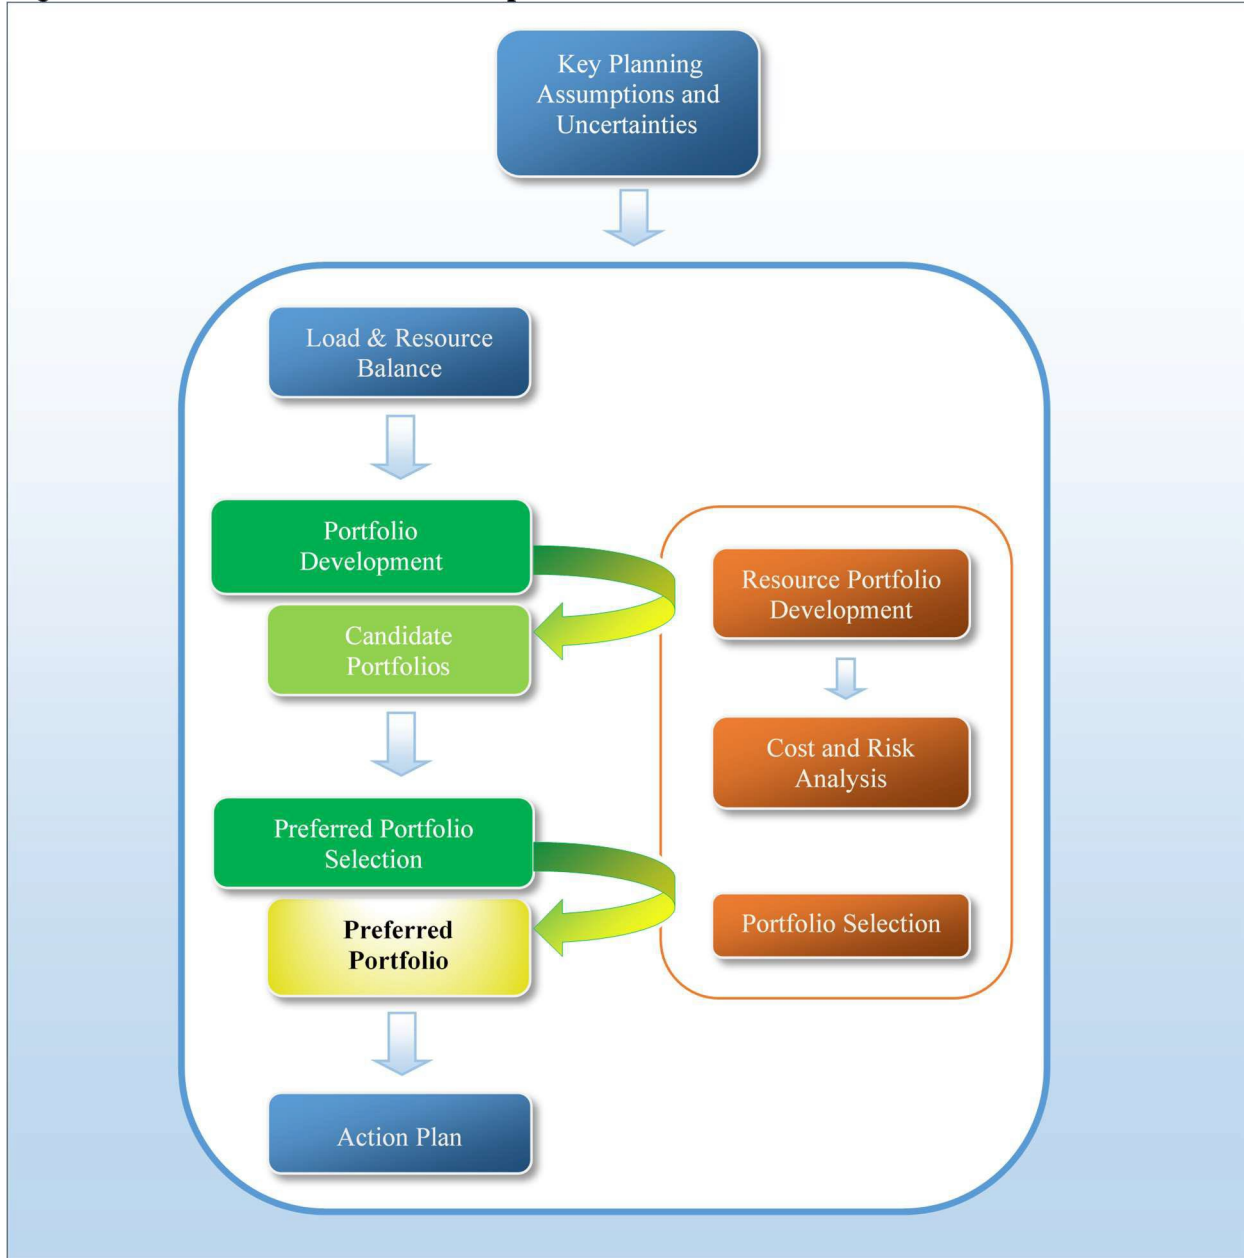 Key Planning
Assumptions and
Uncertainties
Load & Resource
Balance
Portfolio
Development
Candidate
Portfolios
Preferred Portfolio
Selection
Preferred
Portfolio
Action Plan
Resource Portfolio
Development
Cost and Risk
Analysis
Portfolio Selection